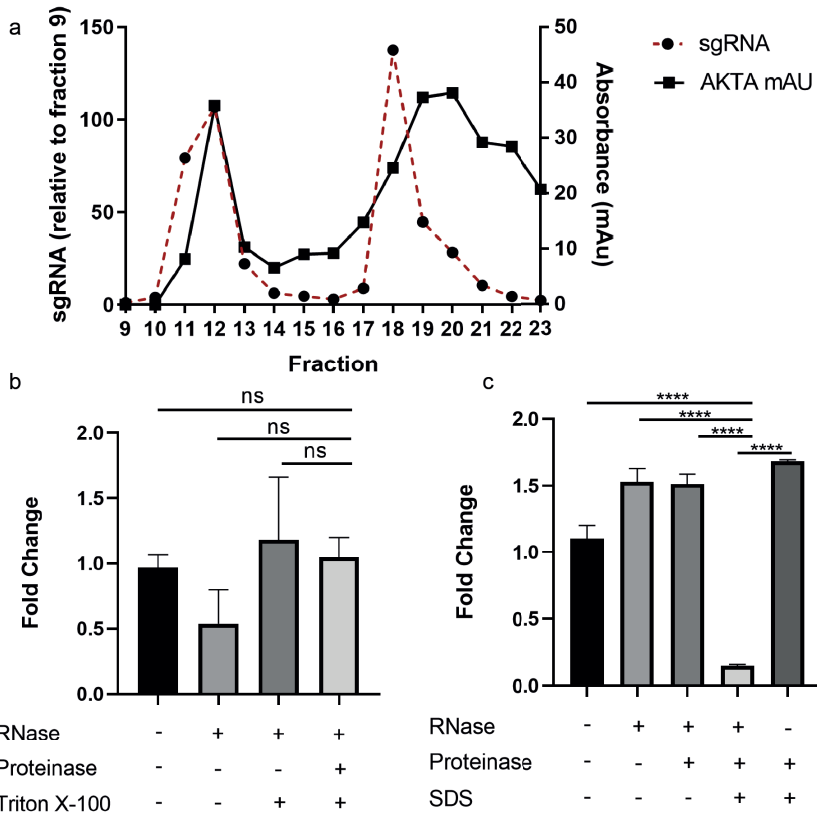 a
sgRNA (relative to fraction 9)
150
100
50
0
50
40
30
20
10
0
Absorbance (mAu)
sgRNA
AKTA mAU
9 10 11 12 13 14 15 16 17 18 19 20 21 22 23
Fraction
b
ns
ns
ns
Fold Change
2.0
1.5
1.0
0.5
0.0
RNase - + + +
Proteinase - - - +
Triton X-100 - - + +
c
****
****
****
****
Fold Change
2.0
1.5
1.0
0.5
0.0
RNase - + + + -
Proteinase - - + + +
SDS - - - + +